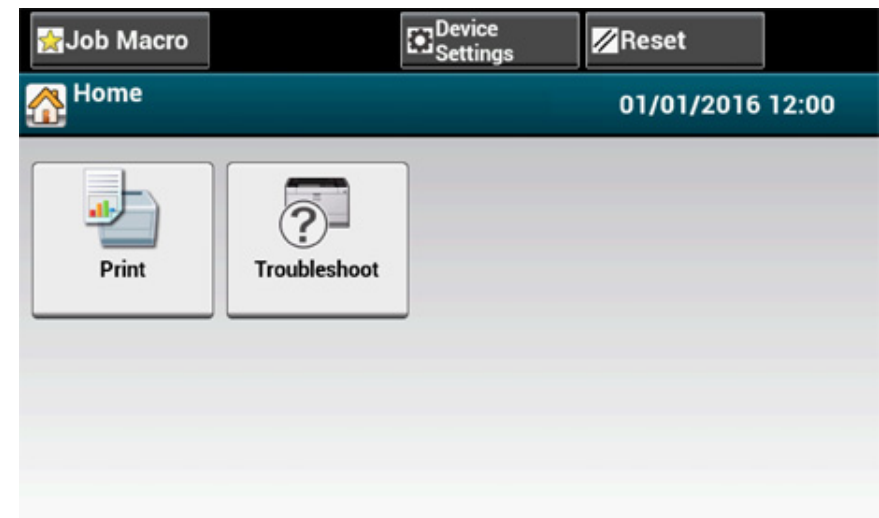 Job Macro
Device
Settings
Reset
Home
01/01/2016 12:00
Print
Troubleshoot